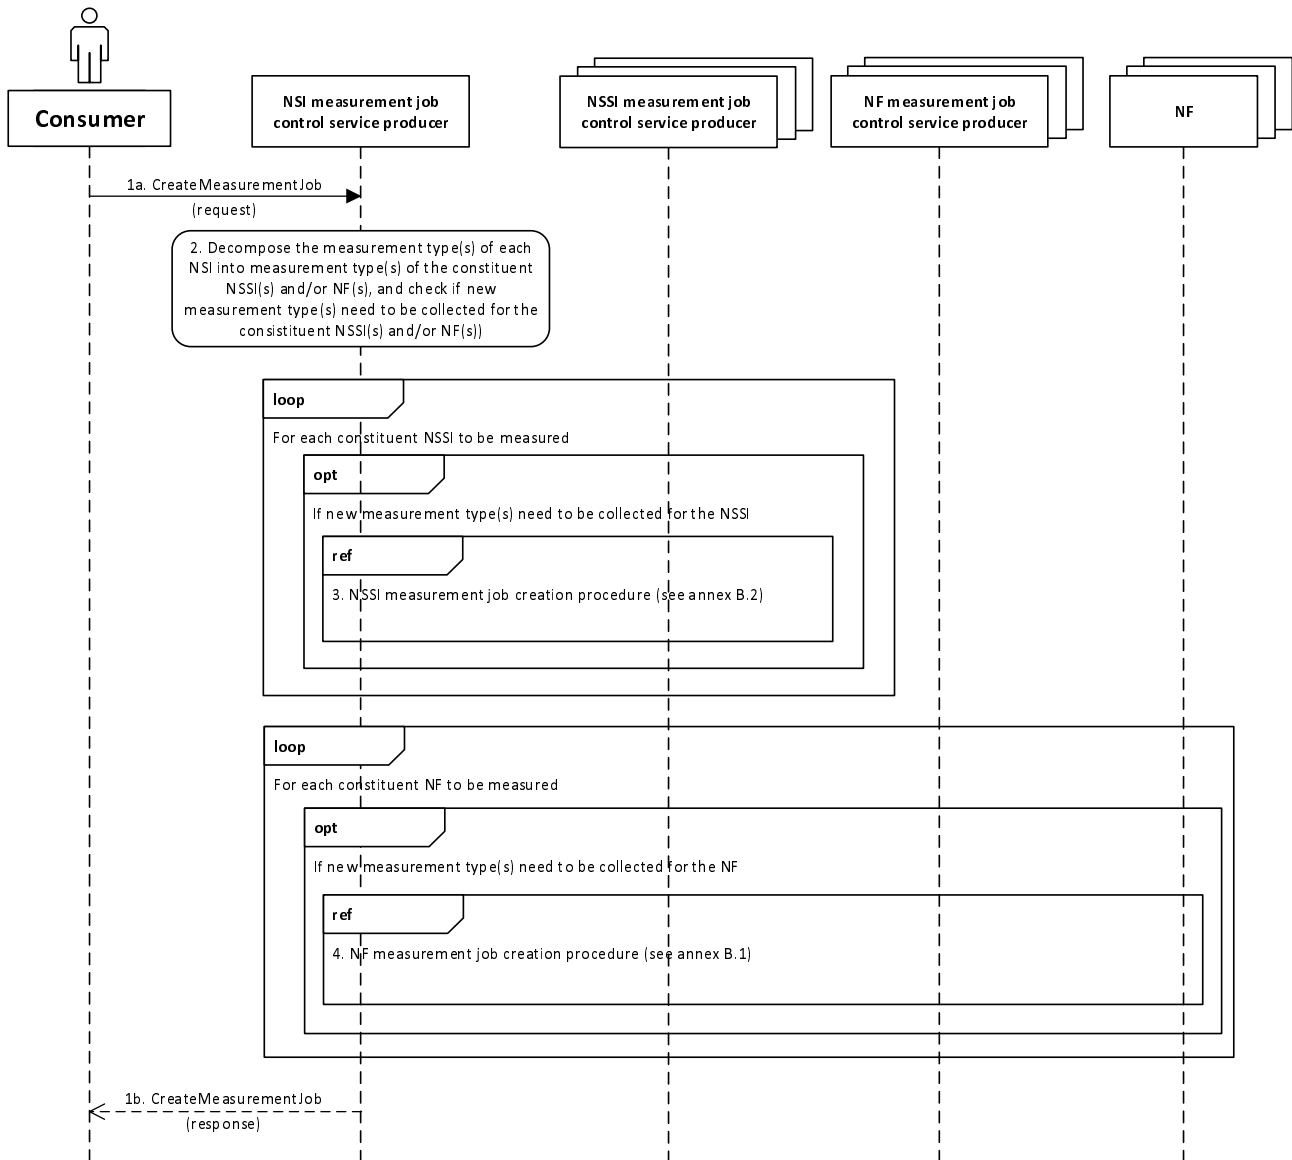 Consumer
NSI measurement job
control service producer
NSSI measurement job
control service producer
NF measurement job
control service producer
NF
1a. CreateMeasurementJob
(request)
2. Decompose the measurement type(s) of each
NSI into measurement type(s) of the constituent
NSSI(s) and/or NF(s), and check if new
measurement type(s) need to be collected for the
consistituent NSSI(s) and/or NF(s))
loop
For each constituent NSSI to be measured
opt
If new measurement type(s) need to be collected for the NSSI
ref
3. NSSI measurement job creation procedure (see annex B.2)
loop
For each constituent NF to be measured
opt
If new measurement type(s) need to be collected for the NF
ref
4. NF measurement job creation procedure (see annex B.1)
1b. CreateMeasurementJob
(response)